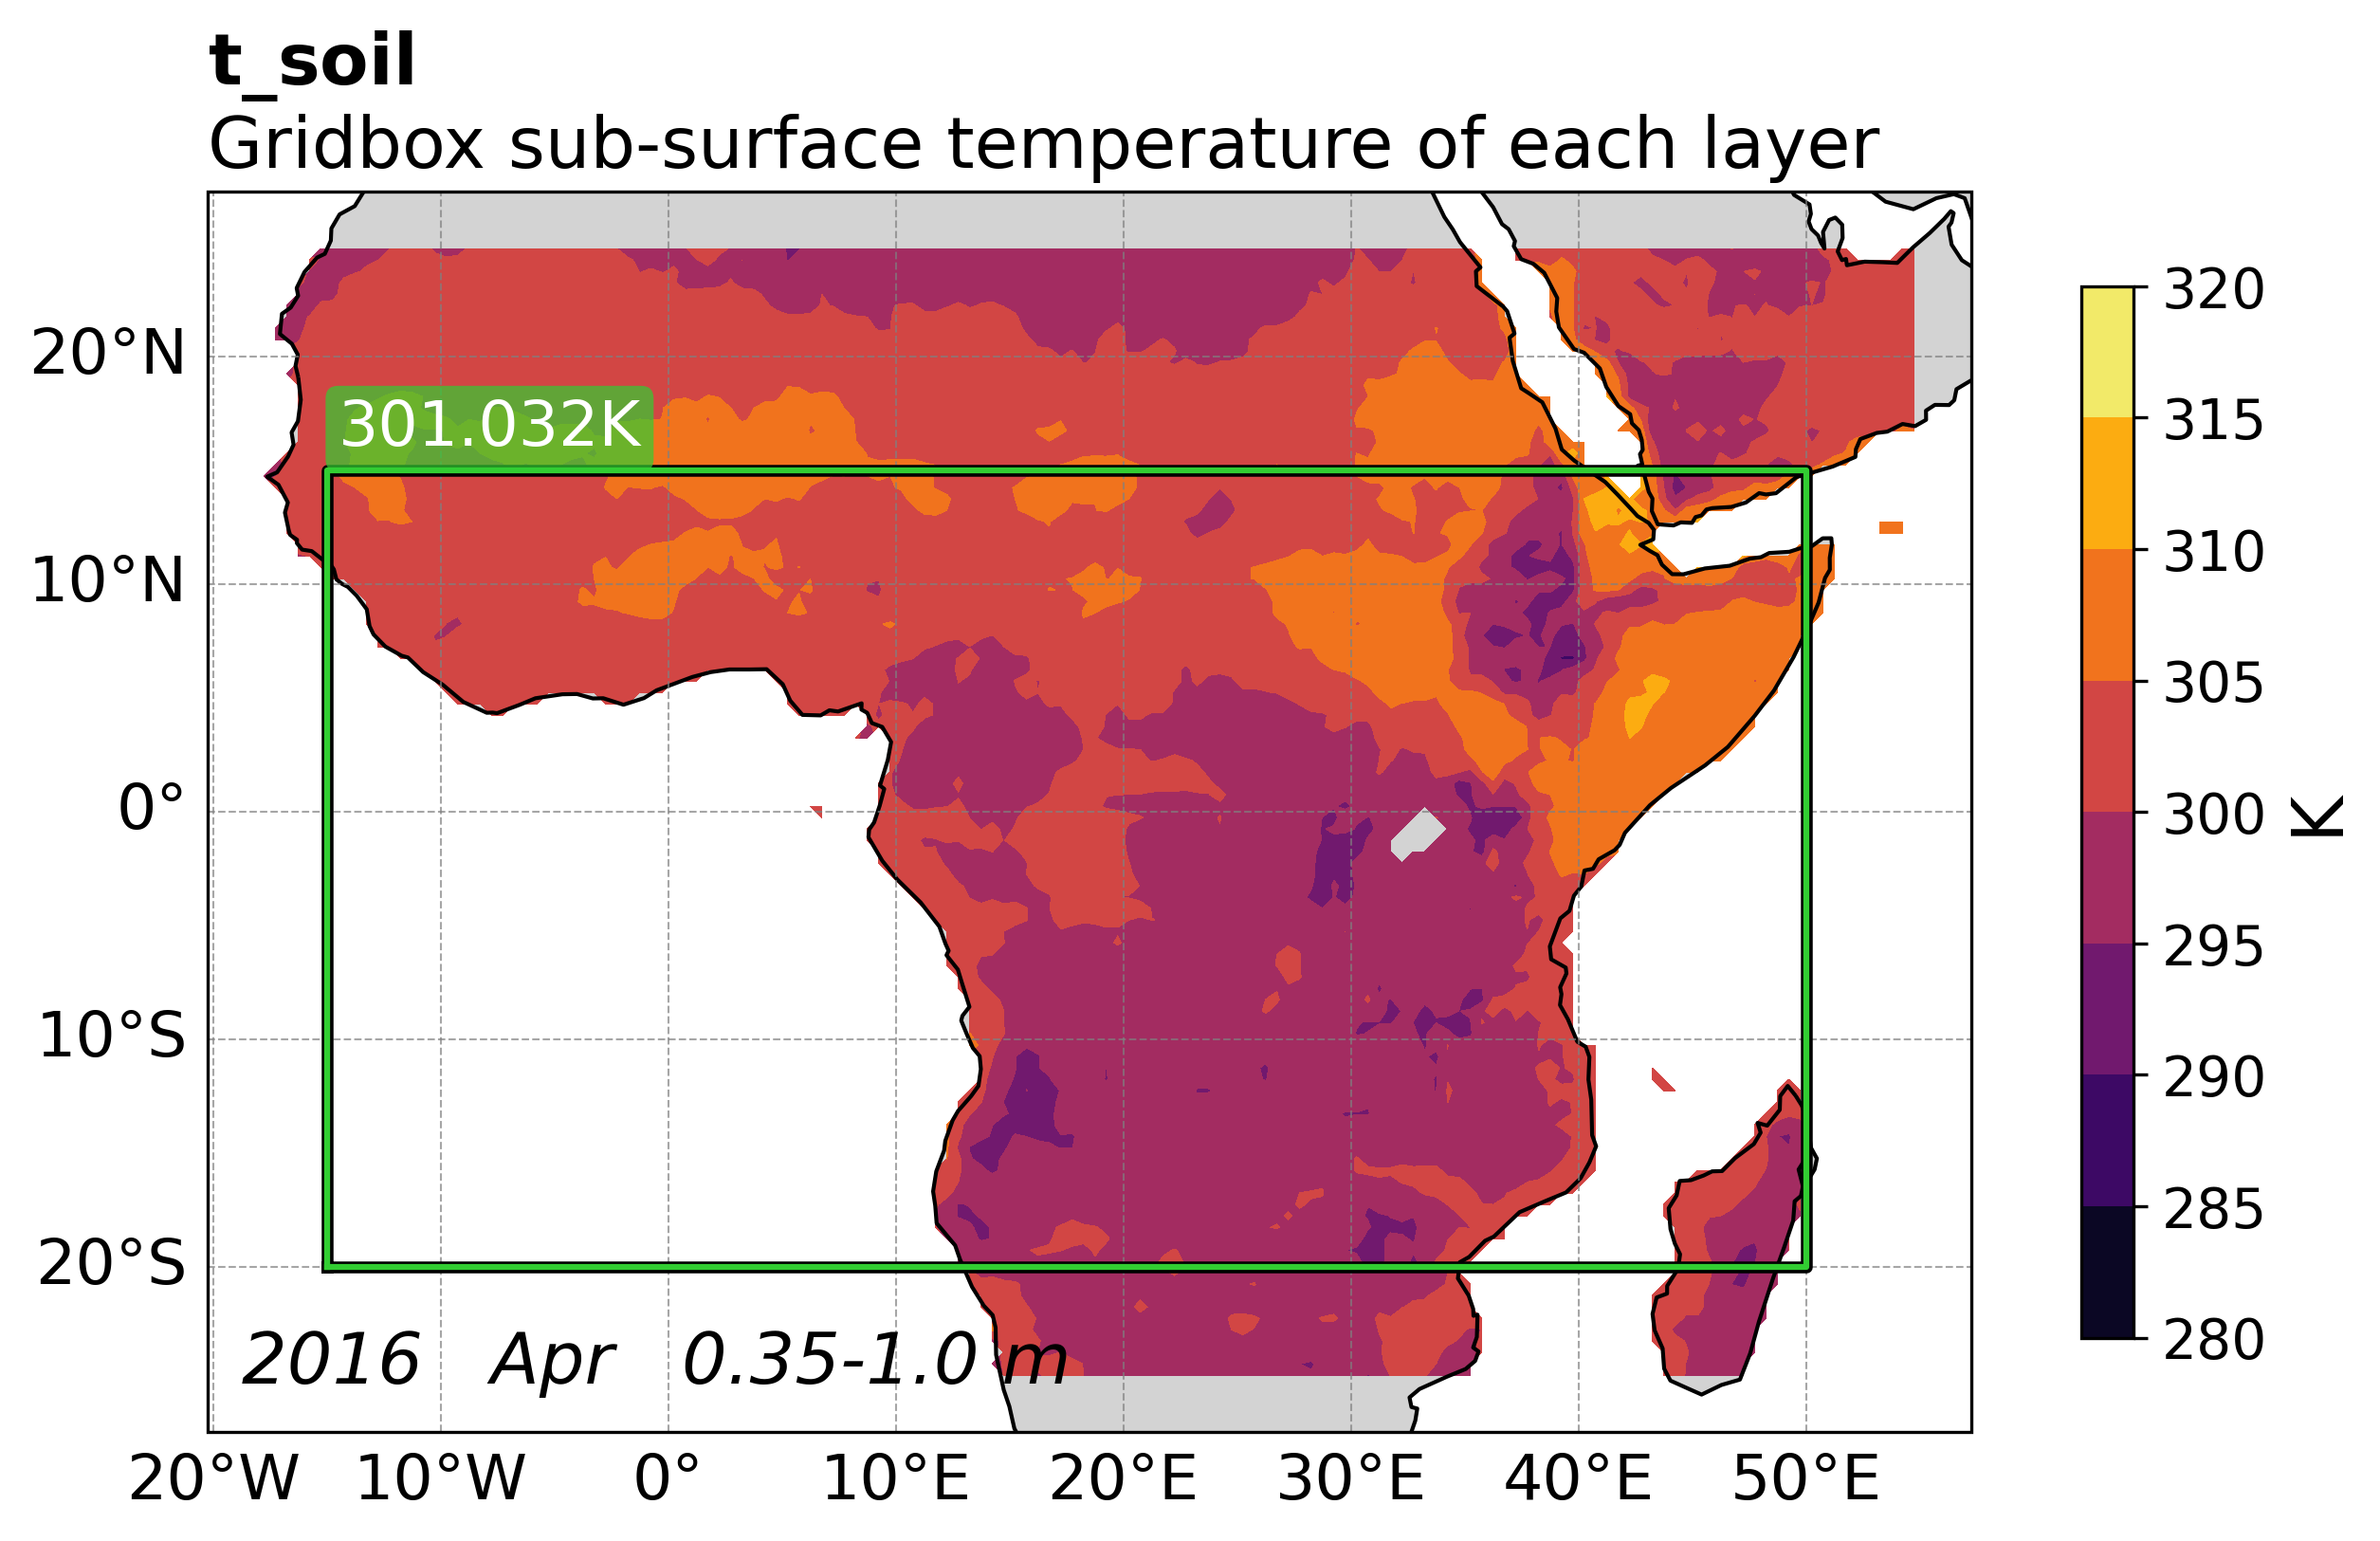 t_soil
Gridbox sub-surface temperature of each layer
20°N
10°N
0°
10°S
20°S
301.032K
2016 Apr 0.35-1.0 m
20°W 10°W 0° 10°E 20°E 30°E 40°E 50°E
320
315
310
305
300
295
290
285
280
K